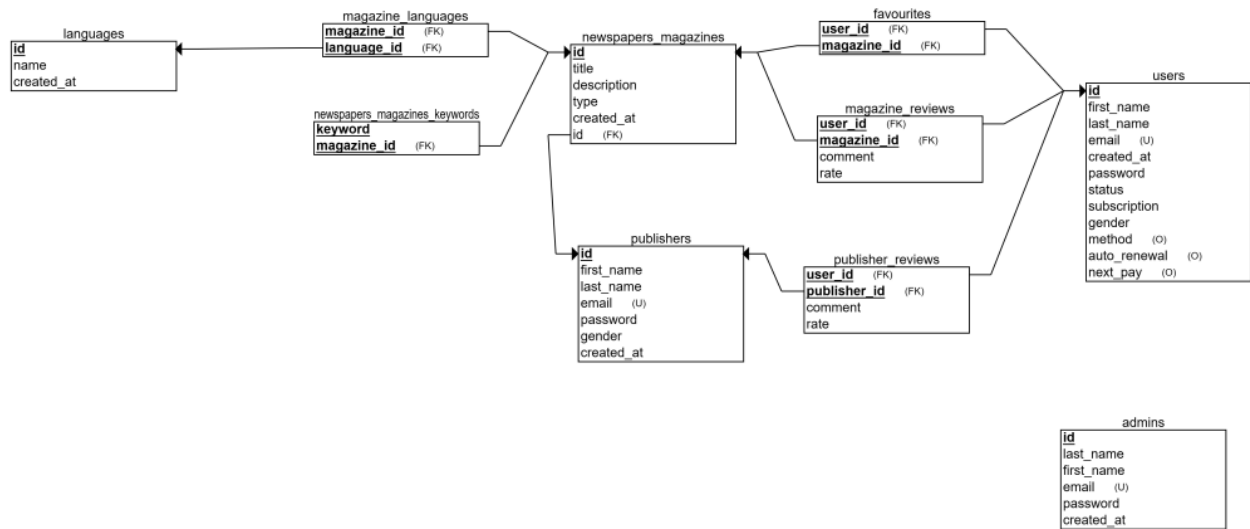 languages
id
name
created_at
magazine_languages
magazine_id (FK)
language_id (FK)
newspapers_magazines_keywords
keyword
magazine_id (FK)
newspapers_magazines
id
title
description
type
created_at
id (FK)
favourites
user_id (FK)
magazine_id (FK)
magazine_reviews
user_id (FK)
magazine_id (FK)
comment
rate
users
id
first_name
last_name
email (U)
created_at
password
status
subscription
gender
method (O)
auto_renewal (O)
next_pay (O)
publishers
id
first_name
last_name
email (U)
password
gender
created_at
publisher_reviews
user_id (FK)
publisher_id (FK)
comment
rate
admins
id
last_name
first_name
email (U)
password
created_at